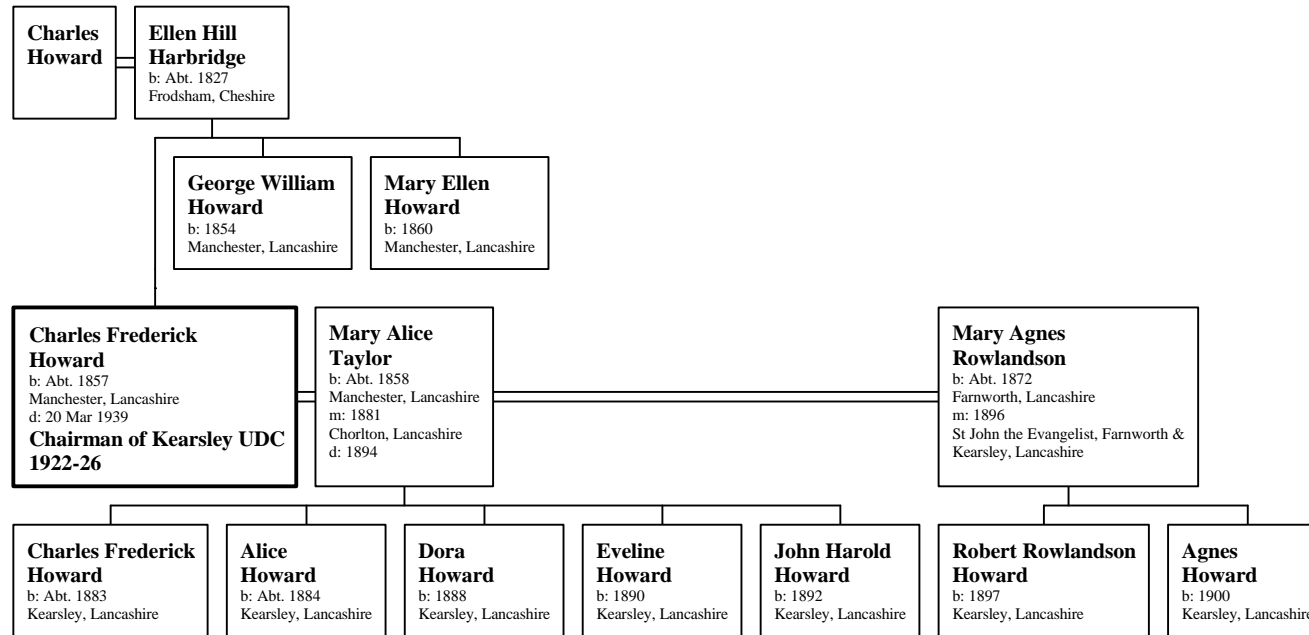 Charles
Howard
Ellen Hill
Harbridge
b: Abt. 1827
Frodsham, Cheshire
George William
Howard
b: 1854
Manchester, Lancashire
Mary Ellen
Howard
b: 1860
Manchester, Lancashire
Charles Frederick
Howard
b: Abt. 1857
Manchester, Lancashire
d: 20 Mar 1939
Chairman of Kearsley UDC
1922-26
Mary Alice
Taylor
b: Abt. 1858
Manchester, Lancashire
m: 1881
Chorlton, Lancashire
d: 1894
Mary Agnes
Rowlandson
b: Abt. 1872
Farnworth, Lancashire
m: 1896
St John the Evangelist, Farnworth &
Kearsley, Lancashire
Charles Frederick
Howard
b: Abt. 1883
Kearsley, Lancashire
Alice
Howard
b: Abt. 1884
Kearsley, Lancashire
Dora
Howard
b: 1888
Kearsley, Lancashire
Eveline
Howard
b: 1890
Kearsley, Lancashire
John Harold
Howard
b: 1892
Kearsley, Lancashire
Robert Rowlandson
Howard
b: 1897
Kearsley, Lancashire
Agnes
Howard
b: 1900
Kearsley, Lancashire